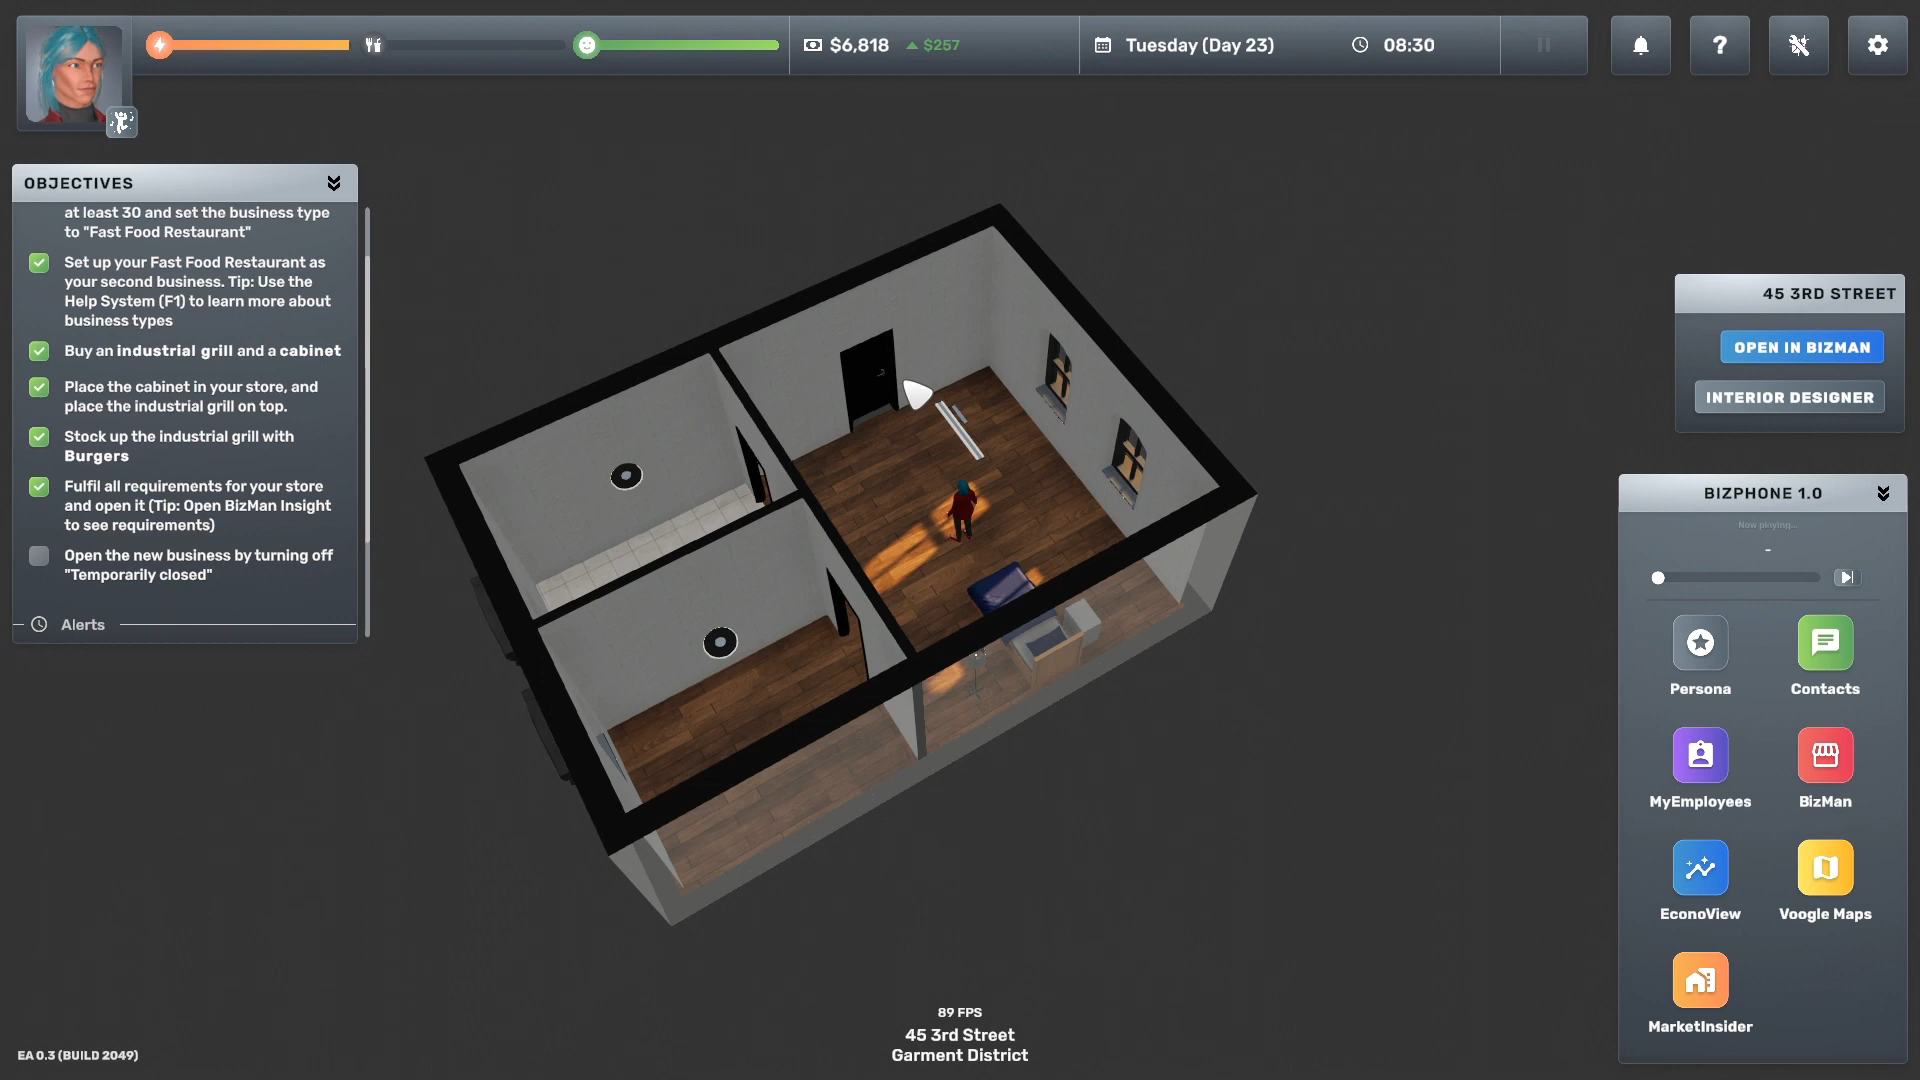 $6,818
$257
Tuesday (Day 23)
08:30
?
OBJECTIVES
at least 30 and set the business type
to "Fast Food Restaurant"
Set up your Fast Food Restaurant as
your second business. Tip: Use the
Help System (F1) to learn more about
business types
Buy an industrial grill and a cabinet
Place the cabinet in your store, and
place the industrial grill on top.
Stock up the industrial grill with
Burgers
Fulfil all requirements for your store
and open it (Tip: Open BizMan Insight
to see requirements)
Open the new business by turning off
"Temporarily closed"
Alerts
45 3RD STREET
OPEN IN BIZMAN
INTERIOR DESIGNER
BIZPHONE 1.0
Now playing...
-
Persona
Contacts
MyEmployees
BizMan
EconoView
Voogle Maps
MarketInsider
89 FPS
45 3rd Street
Garment District
EA 0.3 (BUILD 2049)